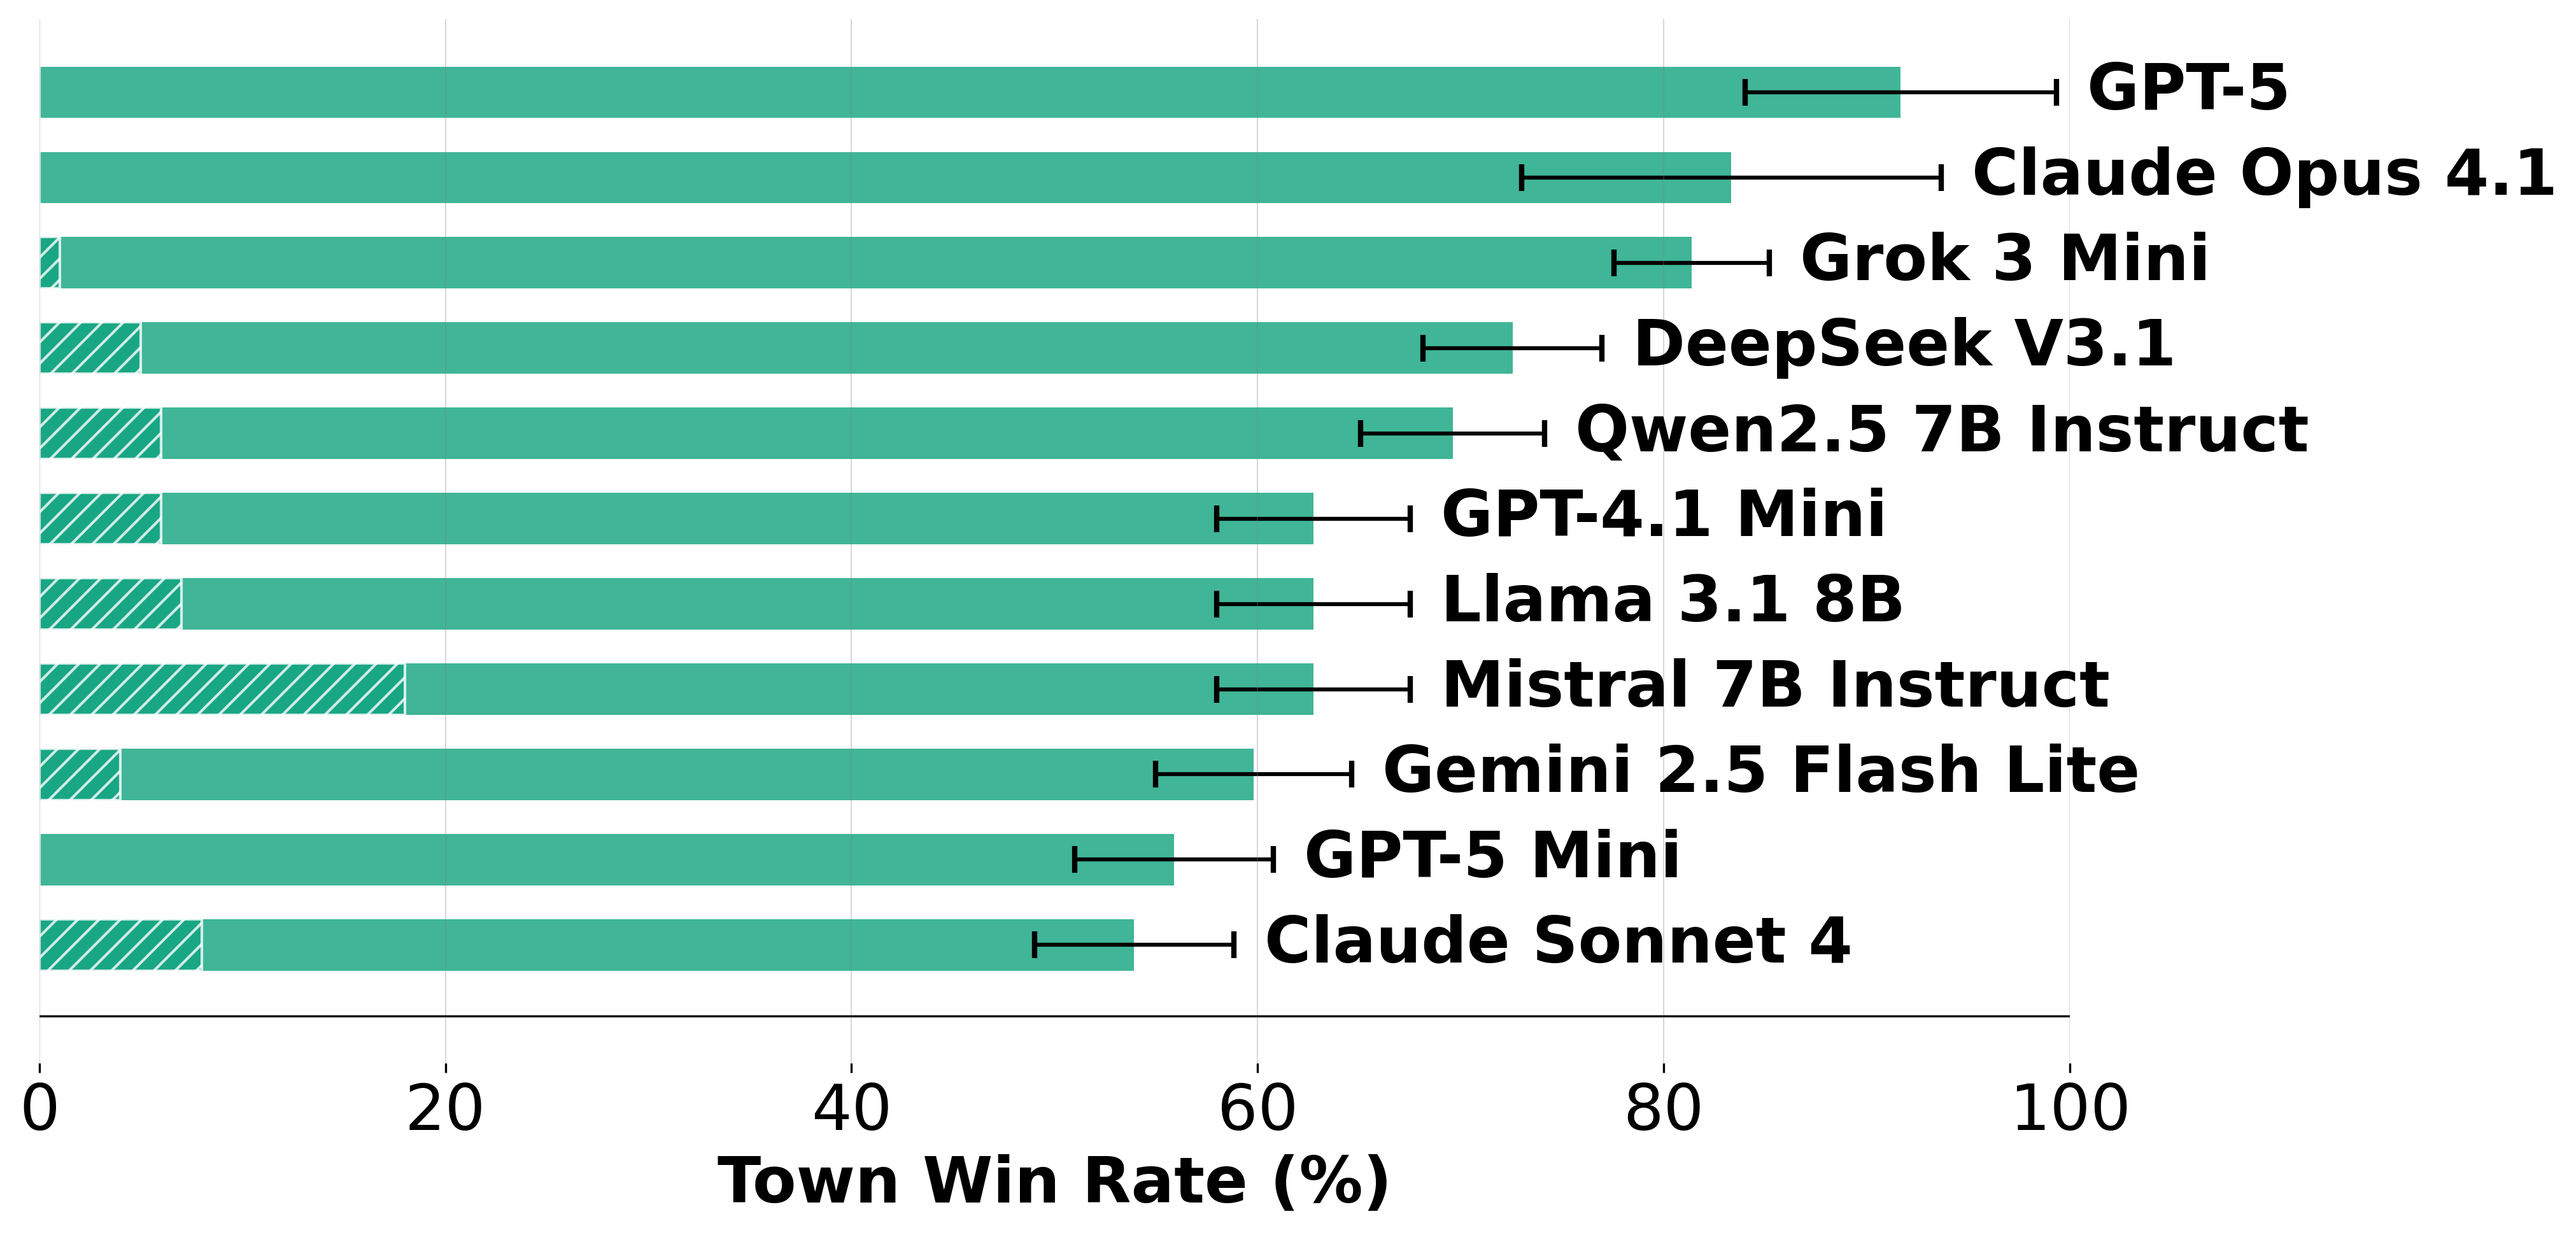 GPT-5
Claude Opus 4.1
Grok 3 Mini
DeepSeek V3.1
Qwen2.5 7B Instruct
GPT-4.1 Mini
Llama 3.1 8B
Mistral 7B Instruct
Gemini 2.5 Flash Lite
GPT-5 Mini
Claude Sonnet 4
0 20 40 60 80 100
Town Win Rate (%)